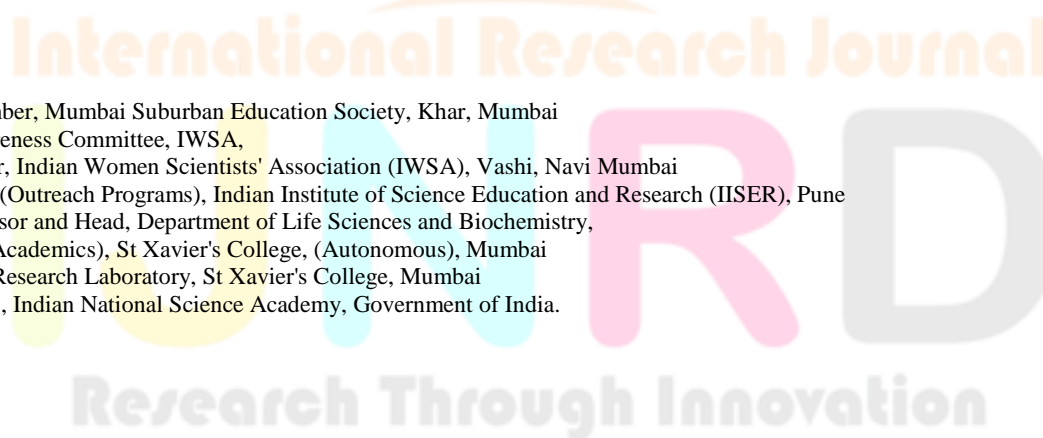 International Research Journal
ber, Mumbai Suburban Education Society, Khar, Mumbai
reness Committee, IWSA,
r, Indian Women Scientists' Association (IWSA), Vashi, Navi Mumbai
(Outreach Programs), Indian Institute of Science Education and Research (IISER), Pune
sor and Head, Department of Life Sciences and Biochemistry,
Academics), St Xavier's College, (Autonomous), Mumbai
Research Laboratory, St Xavier's College, Mumbai
, Indian National Science Academy, Government of India.
IJNRD
Research Through Innovation